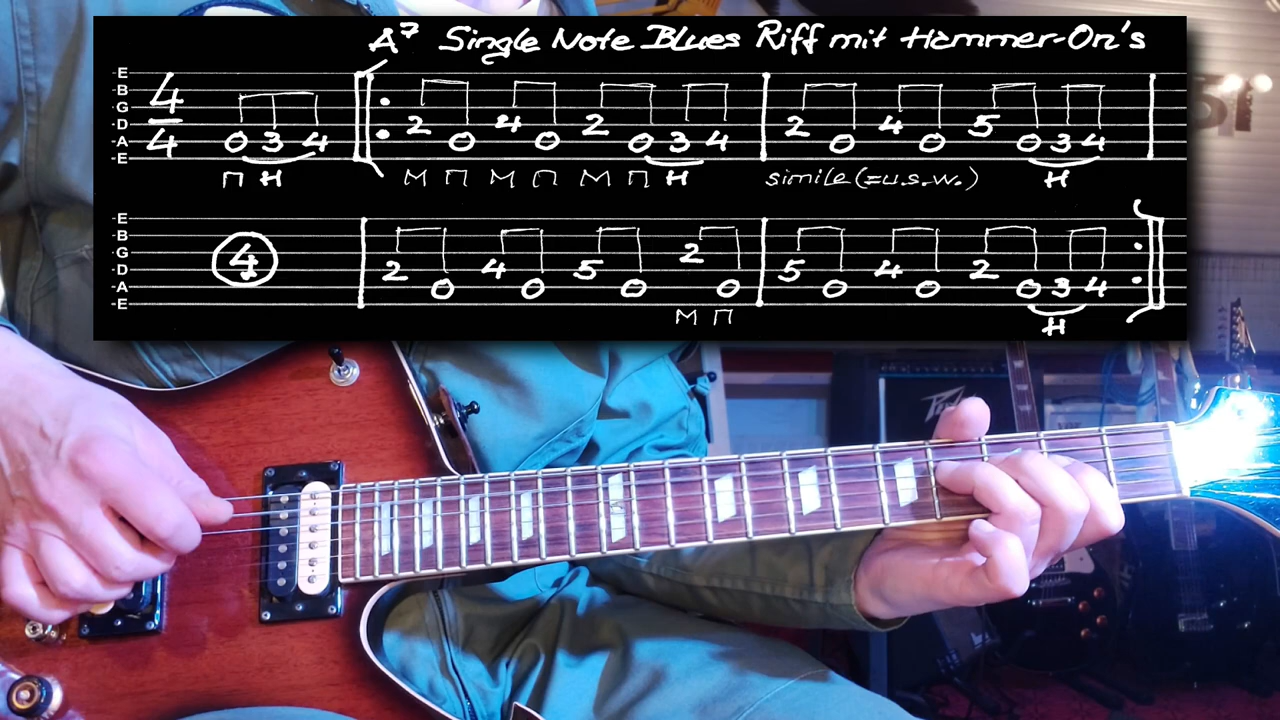 A⁷ Single Note Blues Riff mit Hammer-On's
E
B
G
D
A
E
4
4
0 3 4
2 0 4 0 2 0 3 4
2 0 4 0 5 0 3 4
H
H
simile (=u.s.w.)
H
E
B
G
D
A
E
4
2 0 4 0 5 0 2 0
5 0 4 0 2 0 3 4
H